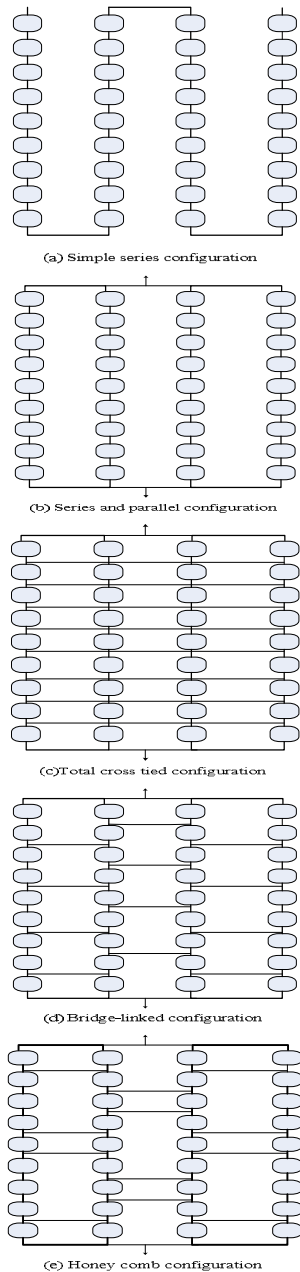 (a) Simple series configuration
(b) Series and parallel configuration
(c)Total cross tied configuration
(d) Bridge-linked configuration
(e) Honey comb configuration